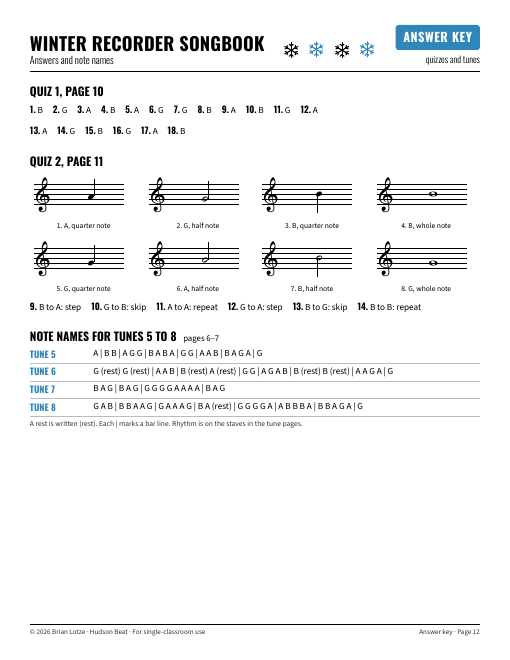 WINTER RECORDER SONGBOOK
Answers and note names
ANSWER KEY
quizzes and tunes
QUIZ 1, PAGE 10
1. B 2. G 3. A 4. B 5. A 6. G 7. G 8. B 9. A 10. B 11. G 12. A
13. A 14. G 15. B 16. G 17. A 18. B
QUIZ 2, PAGE 11
1. A, quarter note 2. G, half note 3. B, quarter note 4. B, whole note
5. G, quarter note 6. A, half note 7. B, half note 8. G, whole note
9. B to A: step 10. G to B: skip 11. A to A: repeat 12. G to A: step 13. B to G: skip 14. B to B: repeat
NOTE NAMES FOR TUNES 5 TO 8 pages 6–7
TUNE 5 A | B B | A G G | B A B A | G G | A A B | B A G A | G
TUNE 6 G (rest) G (rest) | A A B | B (rest) A (rest) | G G | A G A B | B (rest) B (rest) | A A G A | G
TUNE 7 B A G | B A G | G G G G A A A A | B A G
TUNE 8 G A B | B B A A G | G A A A G | B A (rest) | G G G G A | A B B B A | B B A G A | G
A rest is written (rest). Each | marks a bar line. Rhythm is on the staves in the tune pages.
© 2026 Brian Lotze · Hudson Beat · For single-classroom use
Answer key · Page 12